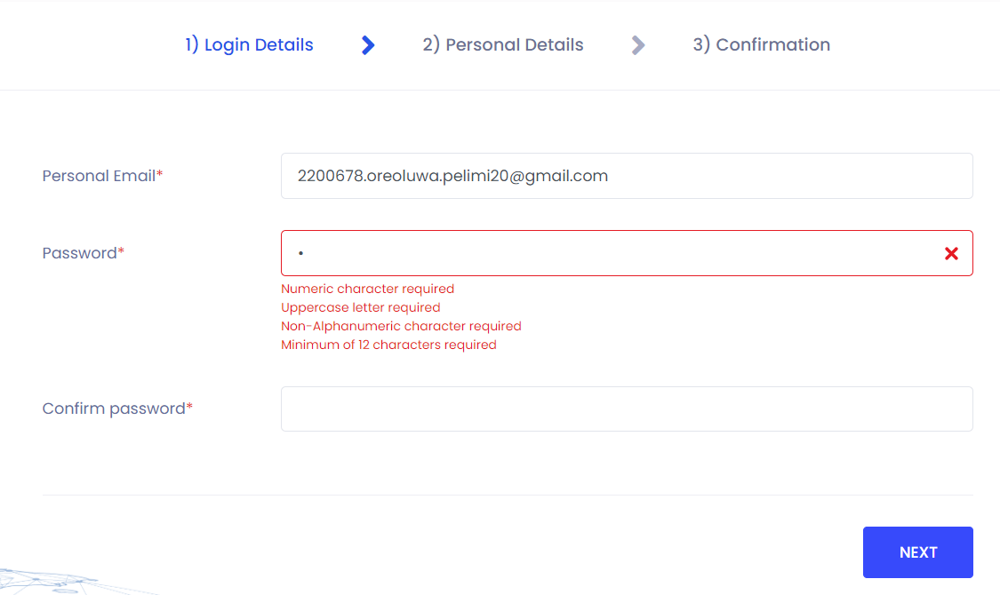 1) Login Details 2) Personal Details 3) Confirmation
Personal Email* 2200678.oreoluwa.pelimi20@gmail.com
Password* •
Numeric character required
Uppercase letter required
Non-Alphanumeric character required
Minimum of 12 characters required
Confirm password*
NEXT